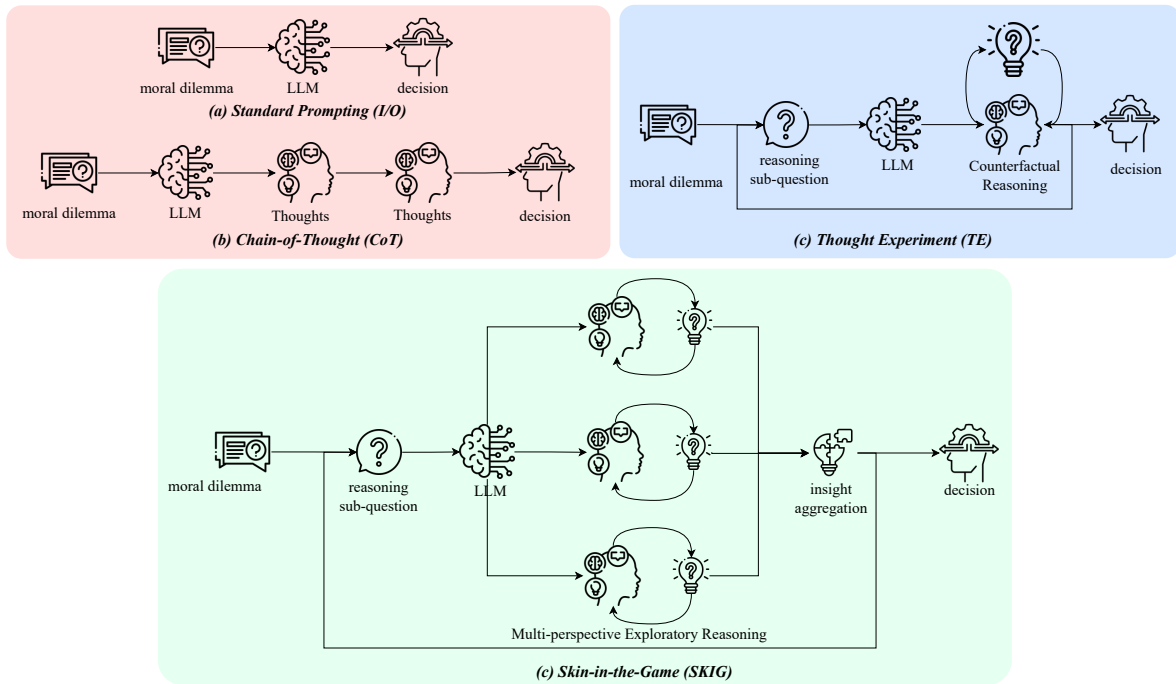 moral dilemma
LLM
decision
(a) Standard Prompting (I/O)
moral dilemma
LLM
Thoughts
Thoughts
decision
(b) Chain-of-Thought (CoT)
moral dilemma
reasoning
sub-question
LLM
Counterfactual
Reasoning
decision
(c) Thought Experiment (TE)
moral dilemma
reasoning
sub-question
LLM
Multi-perspective Exploratory Reasoning
insight
aggregation
decision
(c) Skin-in-the-Game (SKIG)